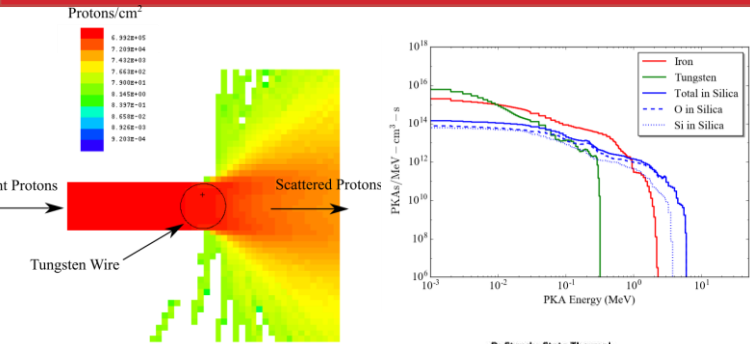 Protons/cm²
6.992E+05
7.209E+04
7.432E+03
7.663E+02
7.900E+01
8.145E+00
8.397E-01
8.658E-02
8.926E-03
9.203E-04
nt Protons
Scattered Protons
Tungsten Wire
10¹⁸
10¹⁶
10¹⁴
10¹²
10¹⁰
10⁸
10⁶
PKAs/MeV − cm³ − s
Iron
Tungsten
Total in Silica
O in Silica
Si in Silica
10⁻³ 10⁻² 10⁻¹ 10⁰ 10¹
PKA Energy (MeV)